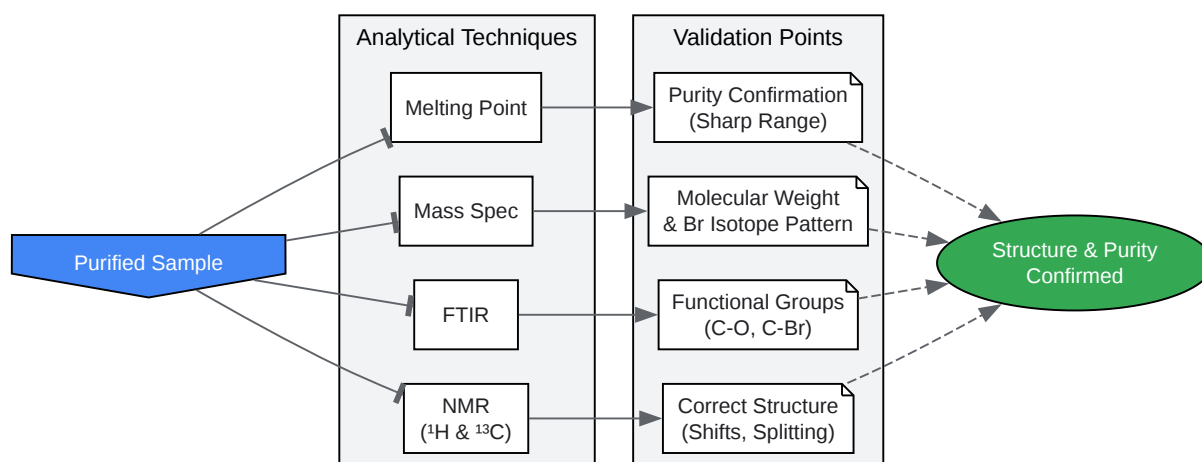 Analytical Techniques
Validation Points
Purified Sample
Melting Point
Purity Confirmation
(Sharp Range)
Mass Spec
Molecular Weight
& Br Isotope Pattern
FTIR
Functional Groups
(C-O, C-Br)
NMR
(¹H & ¹³C)
Correct Structure
(Shifts, Splitting)
Structure & Purity
Confirmed